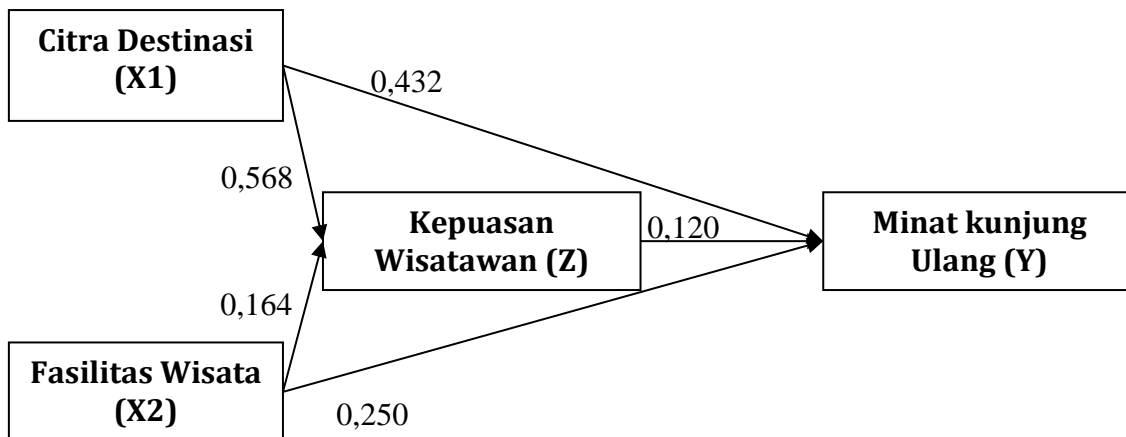 Citra Destinasi
(X1)
0,432
0,568
Kepuasan
Wisatawan (Z)
0,120
Minat kunjung
Ulang (Y)
0,164
Fasilitas Wisata
(X2)
0,250